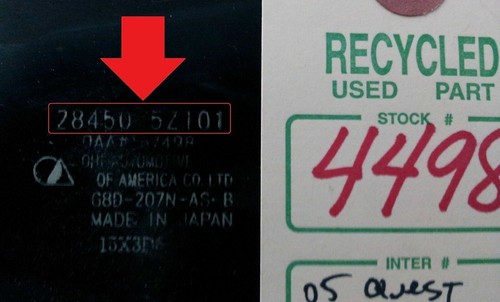 28450 5Z101
OF AMERICA CO LTD
G8D-207N-AS-B
MADE IN JAPAN
RECYCLED
USED PART
STOCK #
4498
INTER #
05 QUEST